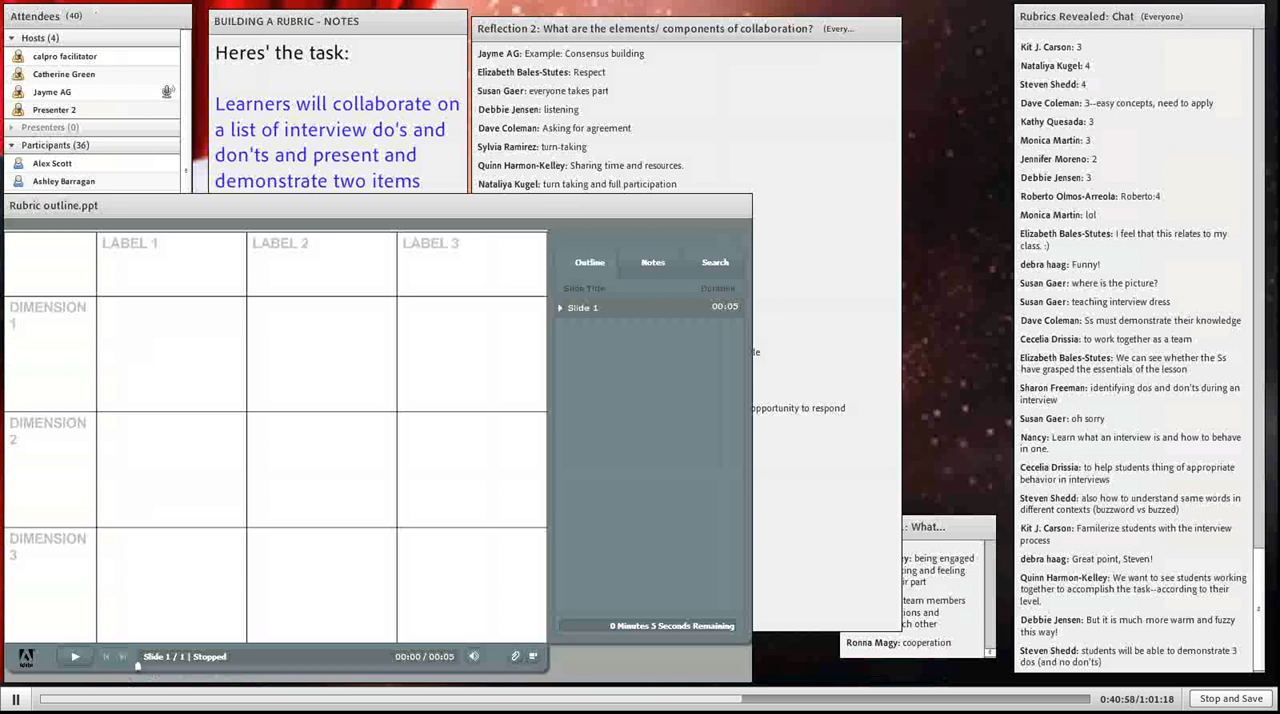 Attendees (40)
Hosts (4)
calpro facilitator
Catherine Green
Jayme AG
Presenter 2
Presenters (0)
Participants (36)
Alex Scott
Ashley Barragan
BUILDING A RUBRIC - NOTES
Heres' the task:
Learners will collaborate on
a list of interview do's and
don'ts and present and
demonstrate two items
Reflection 2: What are the elements/ components of collaboration? (Every...
Jayme AG: Example: Consensus building
Elizabeth Bales-Stutes: Respect
Susan Gaer: everyone takes part
Debbie Jensen: listening
Dave Coleman: Asking for agreement
Sylvia Ramirez: turn-taking
Quinn Harmon-Kelley: Sharing time and resources.
Nataliya Kugel: turn taking and full participation
opportunity to respond
Rubric outline.ppt
LABEL 1
LABEL 2
LABEL 3
DIMENSION
1
DIMENSION
2
DIMENSION
3
Outline
Notes
Search
Slide Title
Duration
Slide 1
00:05
0 Minutes 5 Seconds Remaining
Slide 1 / 1 | Stopped
00:00 / 00:05
: What...
y: being engaged
ing and feeling
ir part
team members
ions and
ch other
Ronna Magy: cooperation
Rubrics Revealed: Chat (Everyone)
Kit J. Carson: 3
Nataliya Kugel: 4
Steven Shedd: 4
Dave Coleman: 3--easy concepts, need to apply
Kathy Quesada: 3
Monica Martin: 3
Jennifer Moreno: 2
Debbie Jensen: 3
Roberto Olmos-Arreola: Roberto:4
Monica Martin: lol
Elizabeth Bales-Stutes: I feel that this relates to my
class. :)
debra haag: Funny!
Susan Gaer: where is the picture?
Susan Gaer: teaching interview dress
Dave Coleman: Ss must demonstrate their knowledge
Cecelia Drissia: to work together as a team
Elizabeth Bales-Stutes: We can see whether the Ss
have grasped the essentials of the lesson
Sharon Freeman: identifying dos and don'ts during an
interview
Susan Gaer: oh sorry
Nancy: Learn what an interview is and how to behave
in one.
Cecelia Drissia: to help students thing of appropriate
behavior in interviews
Steven Shedd: also how to understand same words in
different contexts (buzzword vs buzzed)
Kit J. Carson: Familerize students with the interview
process
debra haag: Great point, Steven!
Quinn Harmon-Kelley: We want to see students working
together to accomplish the task--according to their
level.
Debbie Jensen: But it is much more warm and fuzzy
this way!
Steven Shedd: students will be able to demonstrate 3
dos (and no don'ts)
0:40:58/1:01:18
Stop and Save